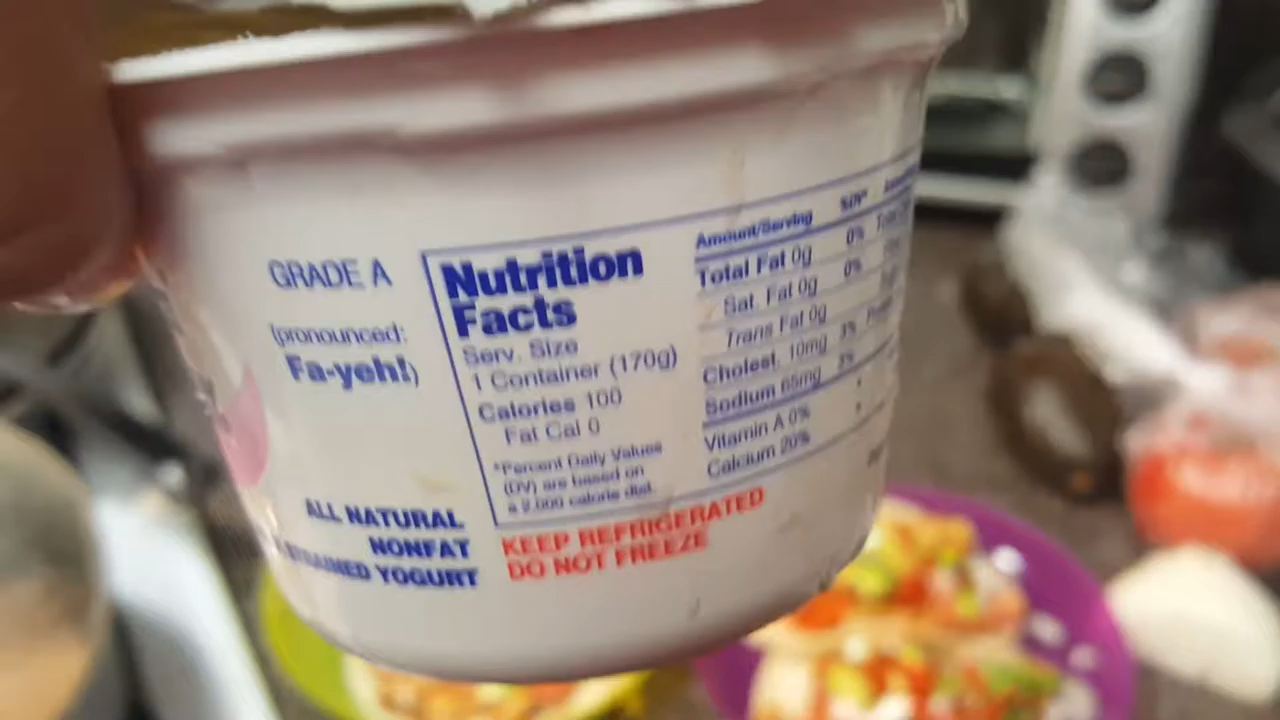 GRADE A
(pronounced:
Fa-yeh!)
ALL NATURAL
NONFAT
STRAINED YOGURT
Nutrition
Facts
Serv. Size
1 Container (170g)
Calories 100
Fat Cal 0
*Percent Daily Values
(DV) are based on
a 2,000 calorie diet.
Amount/Serving %DV*
Total Fat 0g 0%
Sat. Fat 0g 0%
Trans Fat 0g
Cholest. 10mg 3%
Sodium 65mg 3%
Vitamin A 0% •
Calcium 20% •
KEEP REFRIGERATED
DO NOT FREEZE